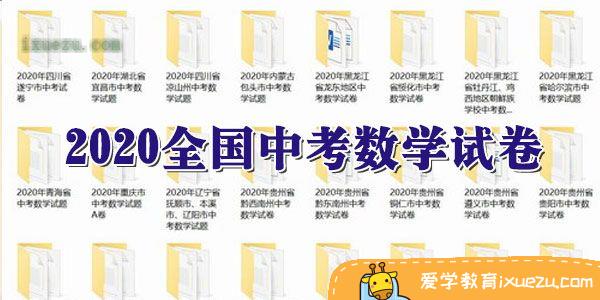 ixuezu.com
2020年四川省
遂宁市中考试
卷
2020年湖北省
宜昌市中考数
学试题
2020年四川省
凉山州中考数
学试题
2020年内蒙古
包头市中考数
学试题
2020年黑龙江
省龙东地区中
考数学试卷
2020年黑龙江
省绥化市中考
数学试卷
2020年黑龙江
省牡丹江、鸡
西地区朝鲜族
学校中考数...
2020年黑龙江
省哈尔滨市中
考数学试题
2020全国中考数学试卷
2020年青海省
中考数学试题
2020年重庆市
中考数学试题
A卷
2020年辽宁省
抚顺市、本溪
市、辽阳市中
考数学试题
2020年贵州省
黔西南州中考
数学试卷
2020年贵州省
黔东南州中考
数学试卷
2020年贵州省
铜仁市中考数
学试卷
2020年贵州省
遵义市中考数
学试卷
2020年贵州省
贵阳市中考数
学试卷
爱学教育ixuezu.com